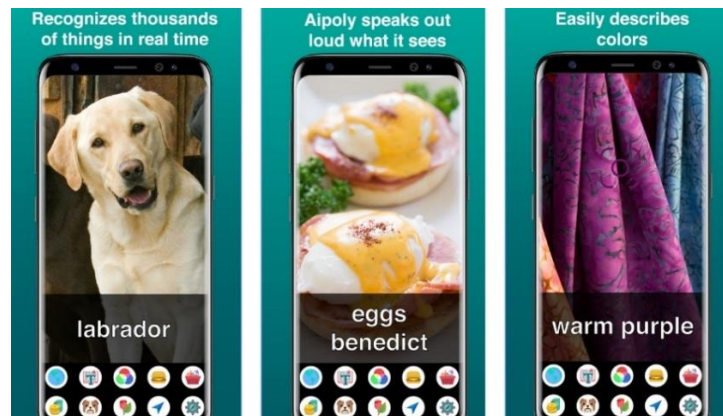 Recognizes thousands
of things in real time
labrador
Aipoly speaks out
loud what it sees
eggs
benedict
Easily describes
colors
warm purple